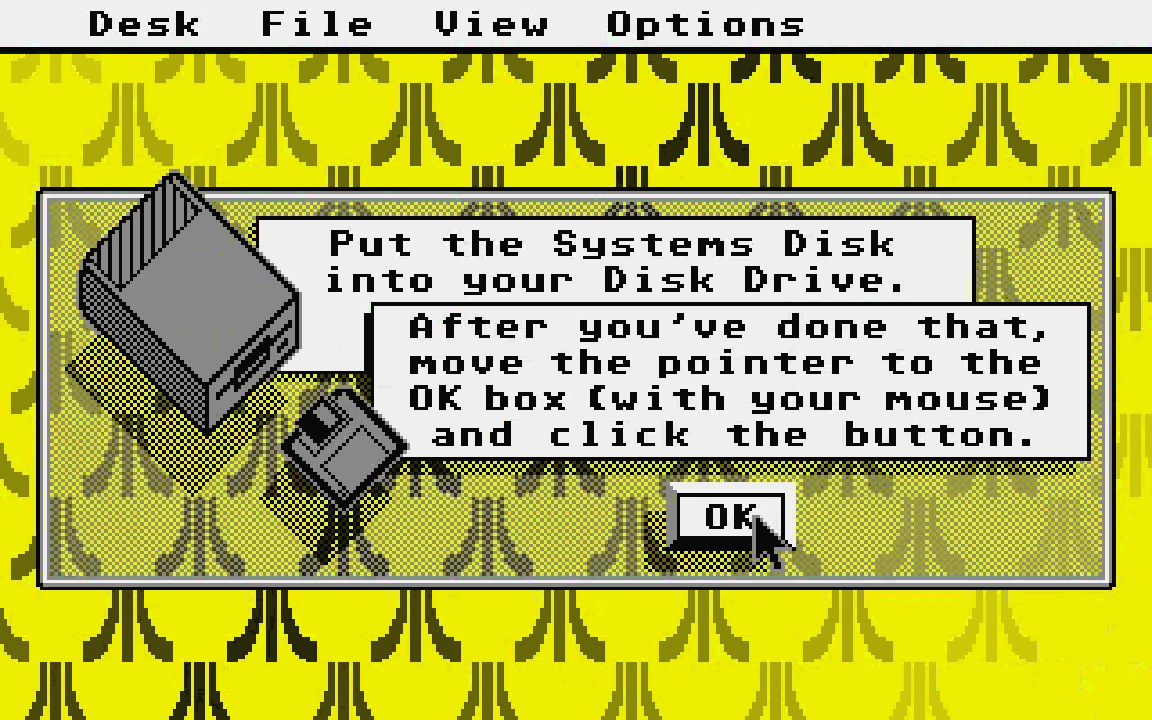 Desk File View Options
Put the Systems Disk
into your Disk Drive.
After you've done that,
move the pointer to the
OK box (with your mouse)
and click the button.
OK